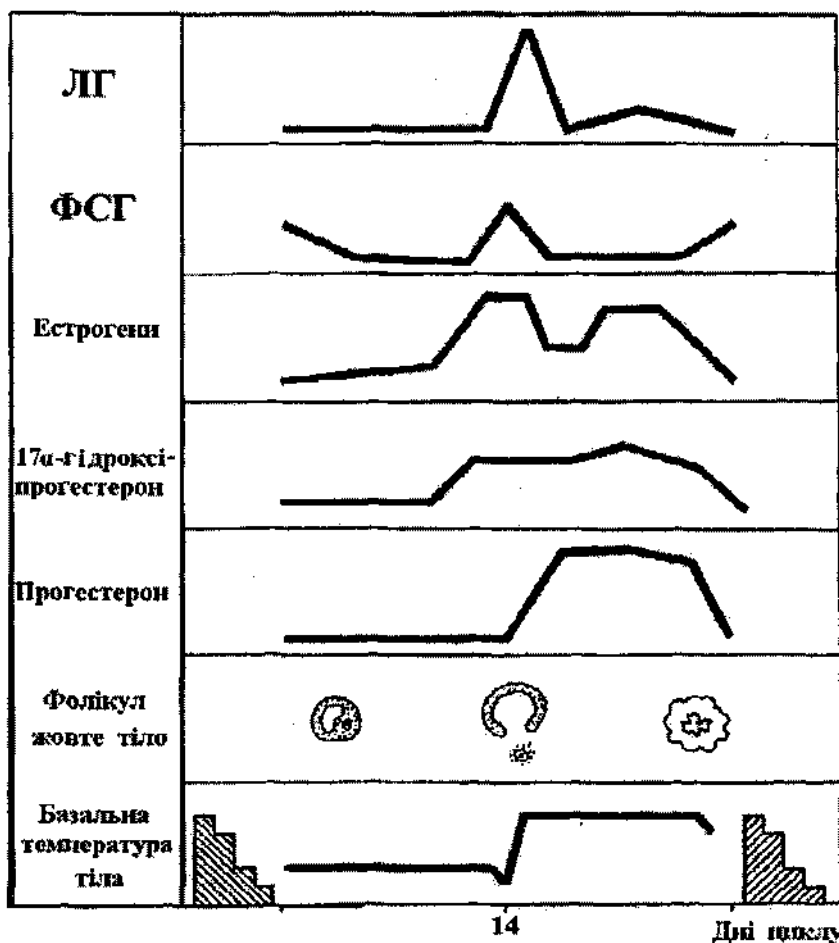 ЛГ
ФСГ
Естрогени
17α-гідроксі-
прогестерон
Прогестерон
Фолікул
жовте тіло
Базальна
температура
тіла
14
Дні циклу